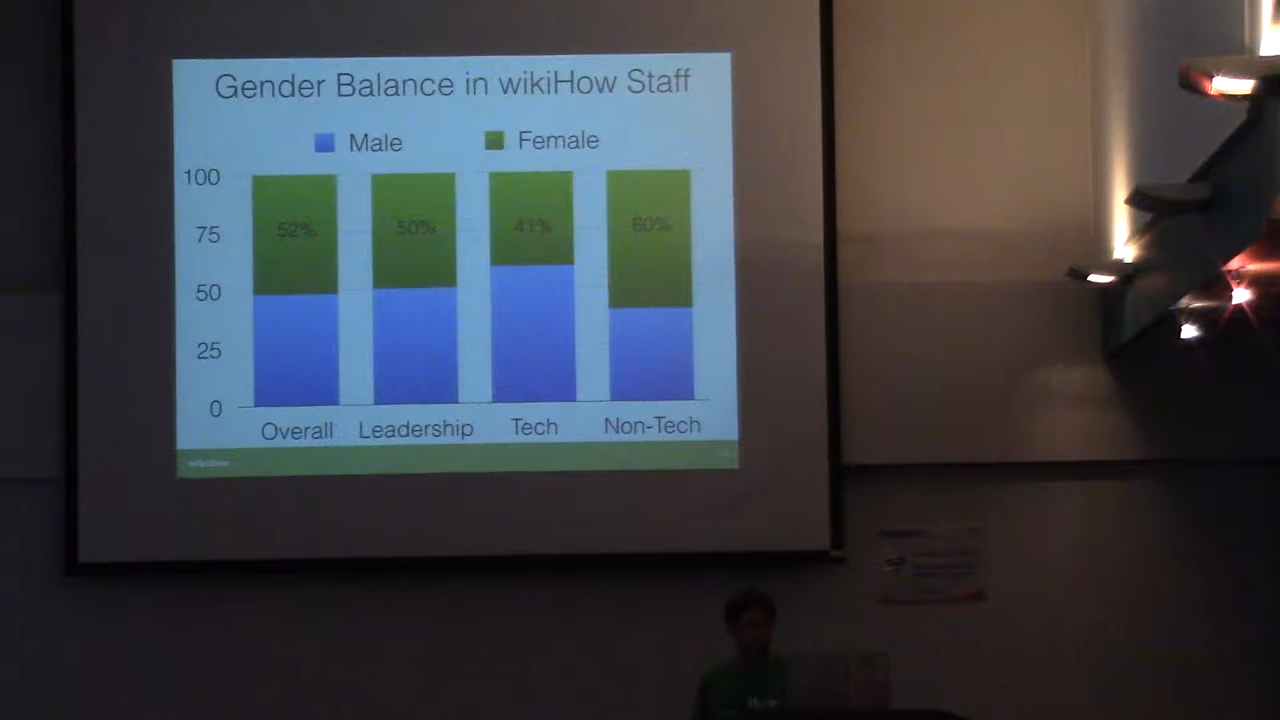 Gender Balance in wikiHow Staff
Male Female
100
75
50
25
0
52% 50% 41% 60%
Overall Leadership Tech Non-Tech
wikiHow